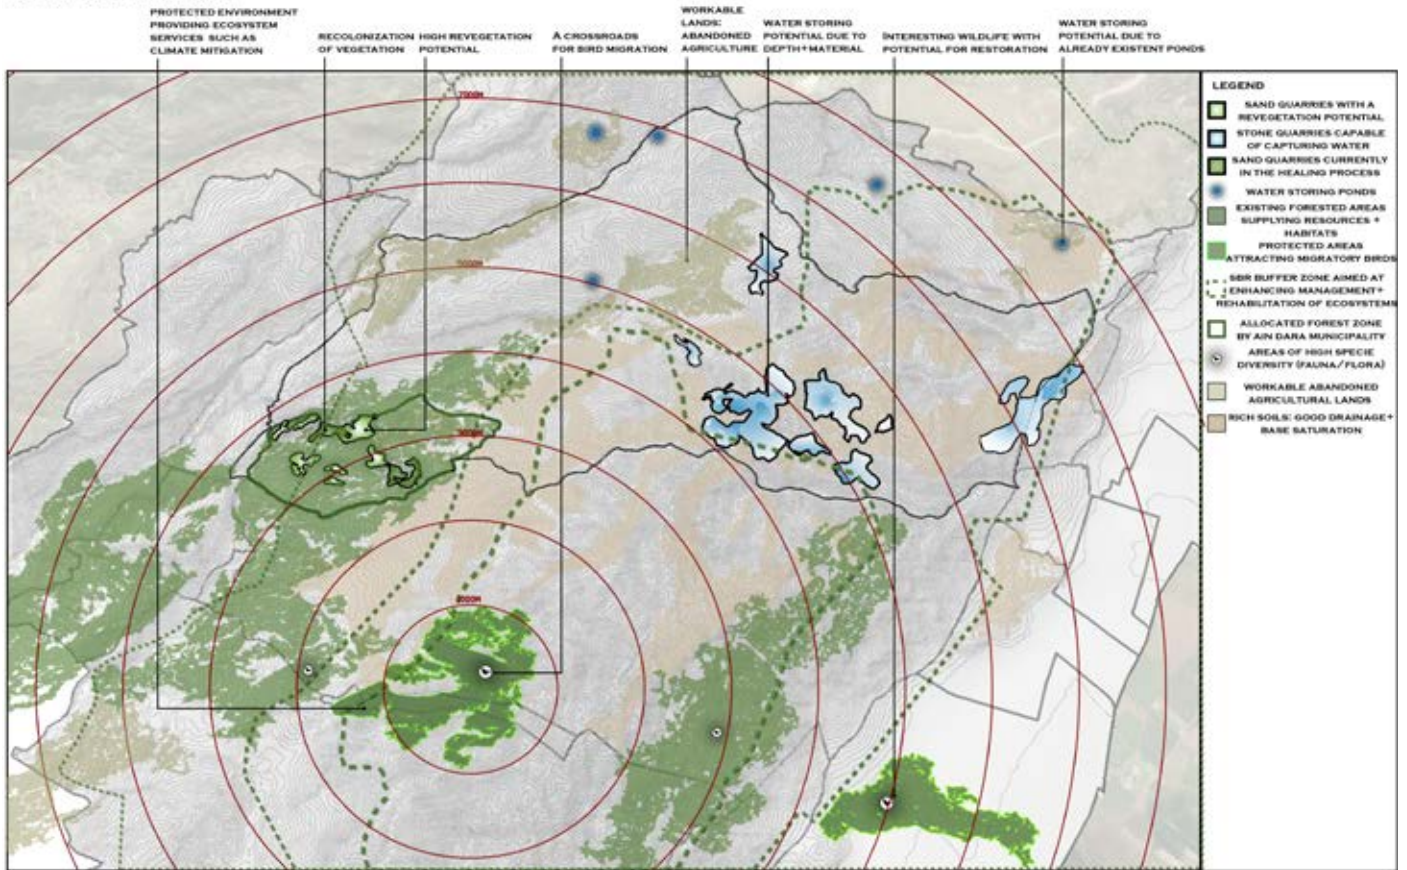 PROTECTED ENVIRONMENT
PROVIDING ECOSYSTEM
SERVICES SUCH AS
CLIMATE MITIGATION
RECOLONIZATION
OF VEGETATION
HIGH REVEGETATION
POTENTIAL
A CROSSROADS
FOR BIRD MIGRATION
WORKABLE
LANDS:
ABANDONED
AGRICULTURE
WATER STORING
POTENTIAL DUE TO
DEPTH+MATERIAL
INTERESTING WILDLIFE WITH
POTENTIAL FOR RESTORATION
WATER STORING
POTENTIAL DUE TO
ALREADY EXISTENT PONDS
7000M
LEGEND
SAND QUARRIES WITH A
REVEGETATION POTENTIAL
STONE QUARRIES CAPABLE
OF CAPTURING WATER
SAND QUARRIES CURRENTLY
IN THE HEALING PROCESS
WATER STORING PONDS
EXISTING FORESTED AREAS
SUPPLYING RESOURCES +
HABITATS
PROTECTED AREAS
ATTRACTING MIGRATORY BIRDS
SBR BUFFER ZONE AIMED AT
ENHANCING MANAGEMENT+
REHABILITATION OF ECOSYSTEMS
ALLOCATED FOREST ZONE
BY AIN DARA MUNICIPALITY
AREAS OF HIGH SPECIE
DIVERSITY (FAUNA/FLORA)
WORKABLE ABANDONED
AGRICULTURAL LANDS
RICH SOILS: GOOD DRAINAGE+
BASE SATURATION